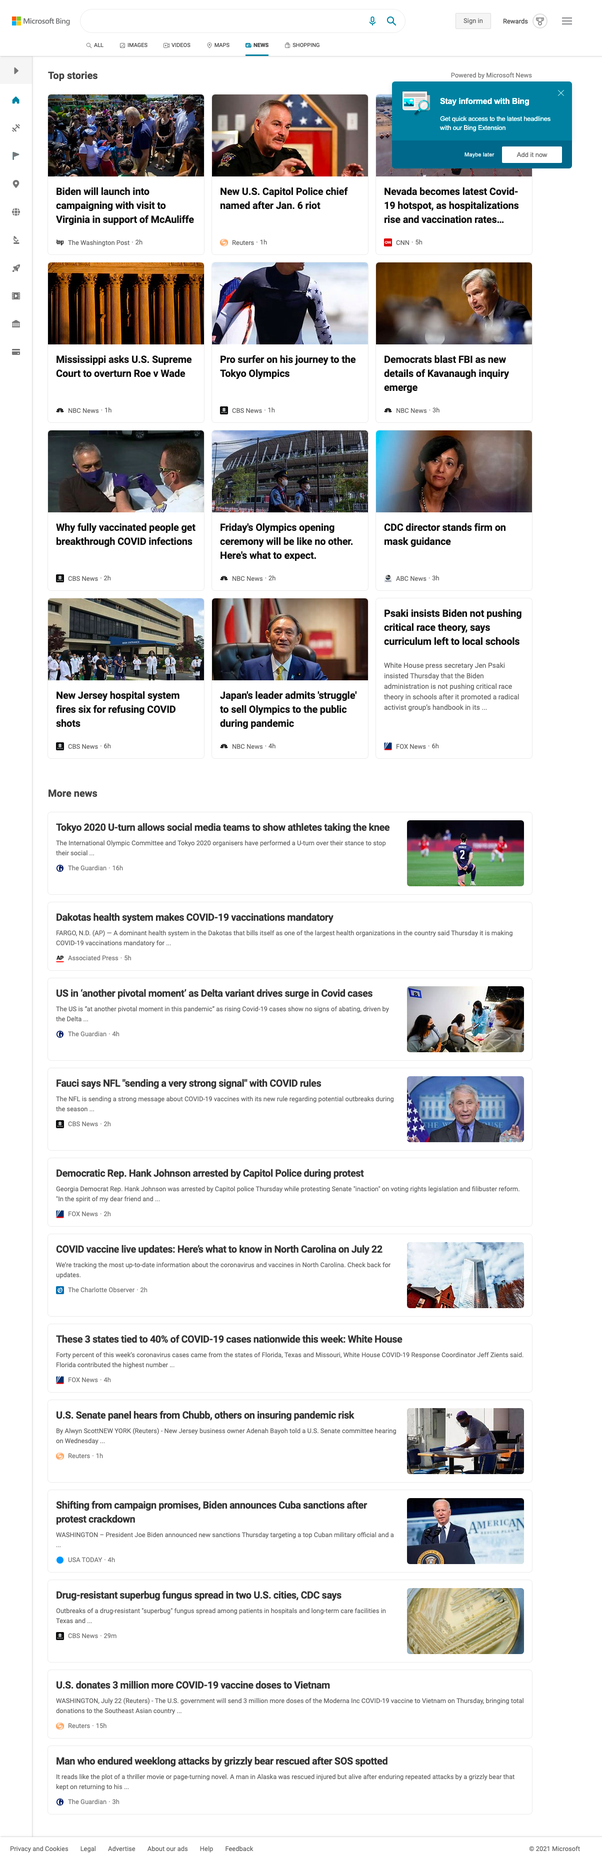 Microsoft Bing
Sign in
Rewards
ALL
IMAGES
VIDEOS
MAPS
NEWS
SHOPPING
Top stories
Powered by Microsoft News
Stay informed with Bing
Get quick access to the latest headlines
with our Bing Extension
Maybe later
Add it now
Biden will launch into
campaigning with visit to
Virginia in support of McAuliffe
The Washington Post · 2h
New U.S. Capitol Police chief
named after Jan. 6 riot
Reuters · 1h
Nevada becomes latest Covid-
19 hotspot, as hospitalizations
rise and vaccination rates...
CNN · 5h
Mississippi asks U.S. Supreme
Court to overturn Roe v Wade
NBC News · 1h
Pro surfer on his journey to the
Tokyo Olympics
CBS News · 1h
Democrats blast FBI as new
details of Kavanaugh inquiry
emerge
NBC News · 3h
Why fully vaccinated people get
breakthrough COVID infections
CBS News · 2h
Friday's Olympics opening
ceremony will be like no other.
Here's what to expect.
NBC News · 2h
CDC director stands firm on
mask guidance
ABC News · 3h
New Jersey hospital system
fires six for refusing COVID
shots
CBS News · 6h
Japan's leader admits 'struggle'
to sell Olympics to the public
during pandemic
NBC News · 4h
Psaki insists Biden not pushing
critical race theory, says
curriculum left to local schools
White House press secretary Jen Psaki
insisted Thursday that the Biden
administration is not pushing critical race
theory in schools after it promoted a radical
activist group's handbook in its ...
FOX News · 6h
More news
Tokyo 2020 U-turn allows social media teams to show athletes taking the knee
The International Olympic Committee and Tokyo 2020 organisers have performed a U-turn over their stance to stop
their social ...
The Guardian · 16h
Dakotas health system makes COVID-19 vaccinations mandatory
FARGO, N.D. (AP) — A dominant health system in the Dakotas that bills itself as one of the largest health organizations in the country said Thursday it is making
COVID-19 vaccinations mandatory for ...
AP Associated Press · 5h
US in ‘another pivotal moment’ as Delta variant drives surge in Covid cases
The US is “at another pivotal moment in this pandemic” as rising Covid-19 cases show no signs of abating, driven by
the Delta ...
The Guardian · 4h
Fauci says NFL "sending a very strong signal" with COVID rules
The NFL is sending a strong message about COVID-19 vaccines with its new rule regarding potential outbreaks during
the season ...
CBS News · 2h
Democratic Rep. Hank Johnson arrested by Capitol Police during protest
Georgia Democrat Rep. Hank Johnson was arrested by Capitol police Thursday while protesting Senate "inaction" on voting rights legislation and filibuster reform.
"In the spirit of my dear friend and ...
FOX News · 2h
COVID vaccine live updates: Here’s what to know in North Carolina on July 22
We’re tracking the most up-to-date information about the coronavirus and vaccines in North Carolina. Check back for
updates.
The Charlotte Observer · 2h
These 3 states tied to 40% of COVID-19 cases nationwide this week: White House
Forty percent of this week's coronavirus cases came from the states of Florida, Texas and Missouri, White House COVID-19 Response Coordinator Jeff Zients said.
Florida contributed the highest number ...
FOX News · 4h
U.S. Senate panel hears from Chubb, others on insuring pandemic risk
By Alwyn ScottNEW YORK (Reuters) - New Jersey business owner Adenah Bayoh told a U.S. Senate committee hearing
on Wednesday ...
Reuters · 1h
Shifting from campaign promises, Biden announces Cuba sanctions after
protest crackdown
WASHINGTON – President Joe Biden announced new sanctions Thursday targeting a top Cuban military official and a
...
USA TODAY · 4h
AMERICAN
Drug-resistant superbug fungus spread in two U.S. cities, CDC says
Outbreaks of a drug-resistant "superbug" fungus spread among patients in hospitals and long-term care facilities in
Texas and ...
CBS News · 29m
U.S. donates 3 million more COVID-19 vaccine doses to Vietnam
WASHINGTON, July 22 (Reuters) - The U.S. government will send 3 million more doses of the Moderna Inc COVID-19 vaccine to Vietnam on Thursday, bringing total
donations to the Southeast Asian country ...
Reuters · 15h
Man who endured weeklong attacks by grizzly bear rescued after SOS spotted
It reads like the plot of a thriller movie or page-turning novel. A man in Alaska was rescued injured but alive after enduring repeated attacks by a grizzly bear that
kept on returning to his ...
The Guardian · 3h
Privacy and Cookies
Legal
Advertise
About our ads
Help
Feedback
© 2021 Microsoft